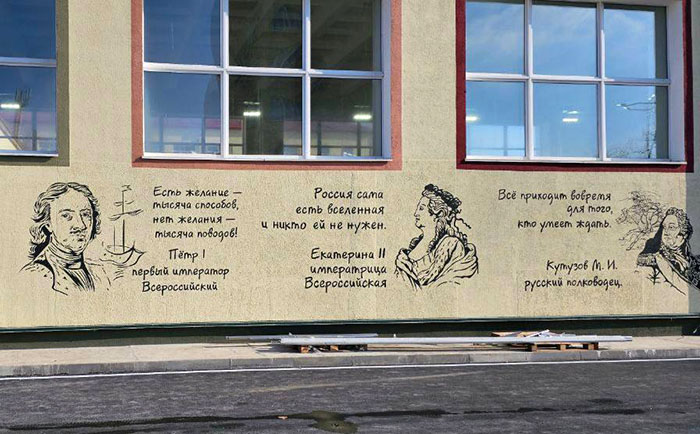 Есть желание —
тысяча способов,
нет желания —
тысяча поводов!
Пётр I
первый император
Всероссийский
Россия сама
есть вселенная
и никто ей не нужен.
Екатерина II
императрица
Всероссийская
Всё приходит вовремя
для того,
кто умеет ждать.
Кутузов М. И.
русский полководец.